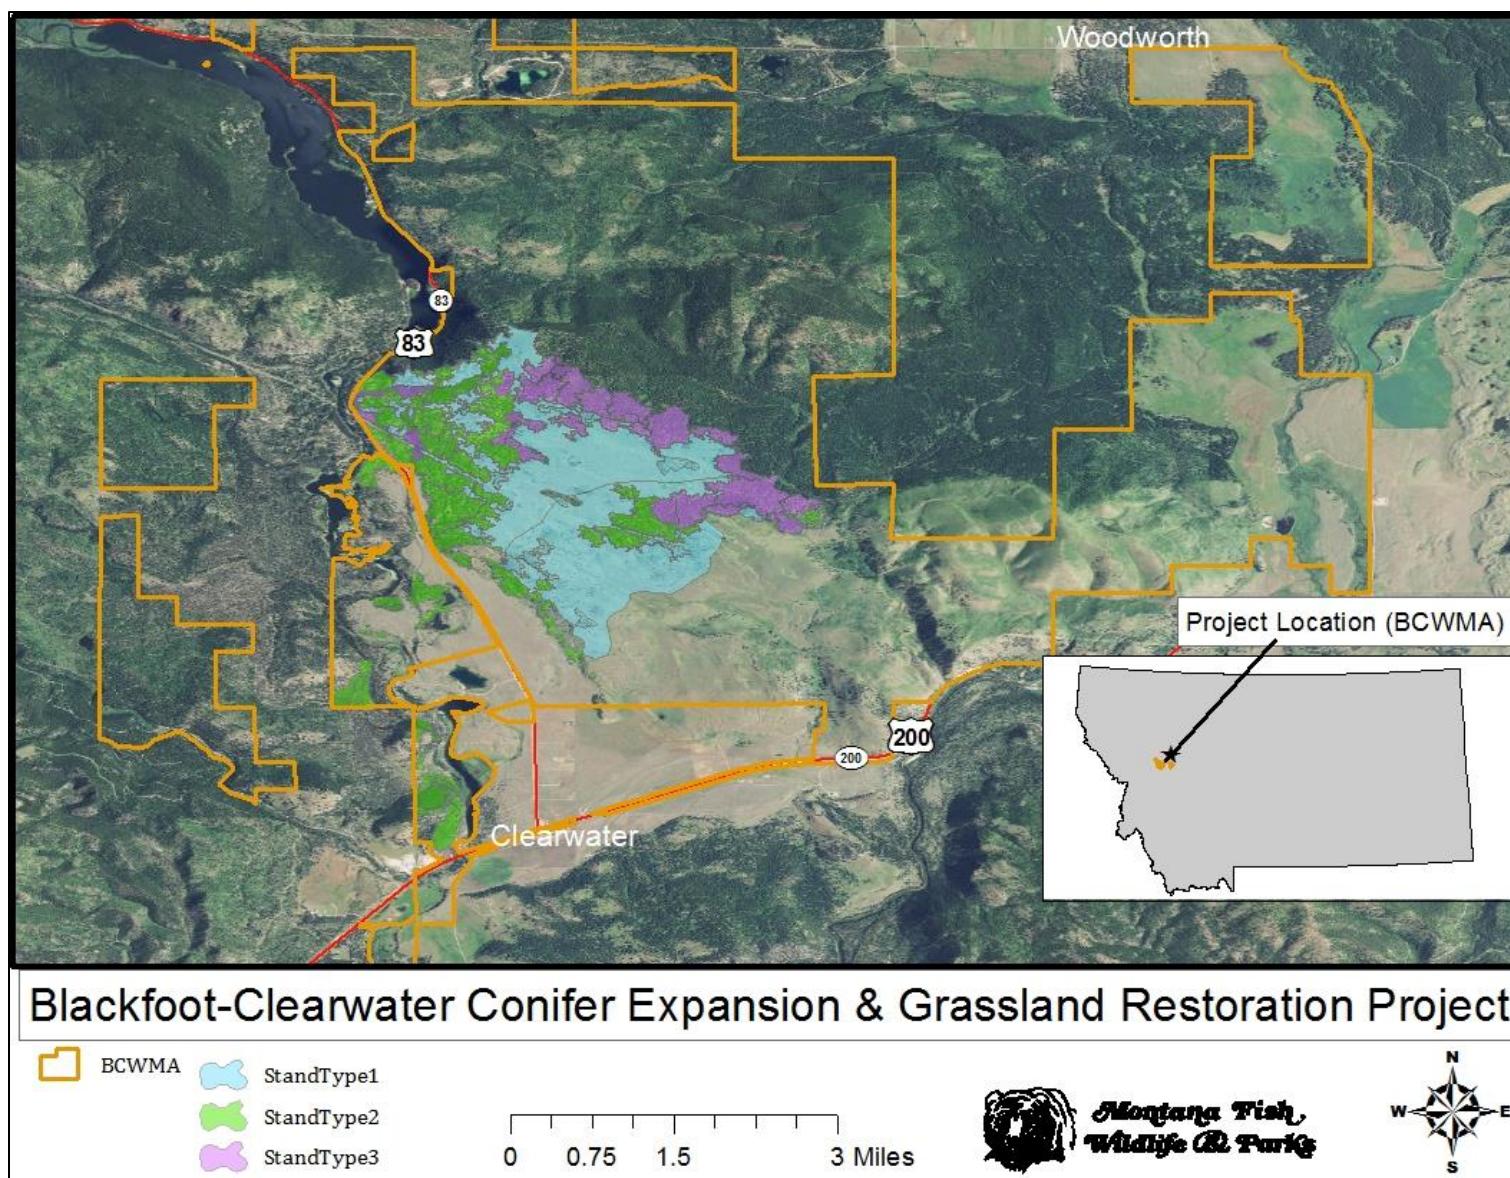 Woodworth
83
83
Project Location (BCWMA)
200
200
Clearwater
Blackfoot-Clearwater Conifer Expansion & Grassland Restoration Project
BCWMA
StandType1
StandType2
StandType3
0 0.75 1.5 3 Miles
Montana Fish,
Wildlife & Parks
N
W E
S